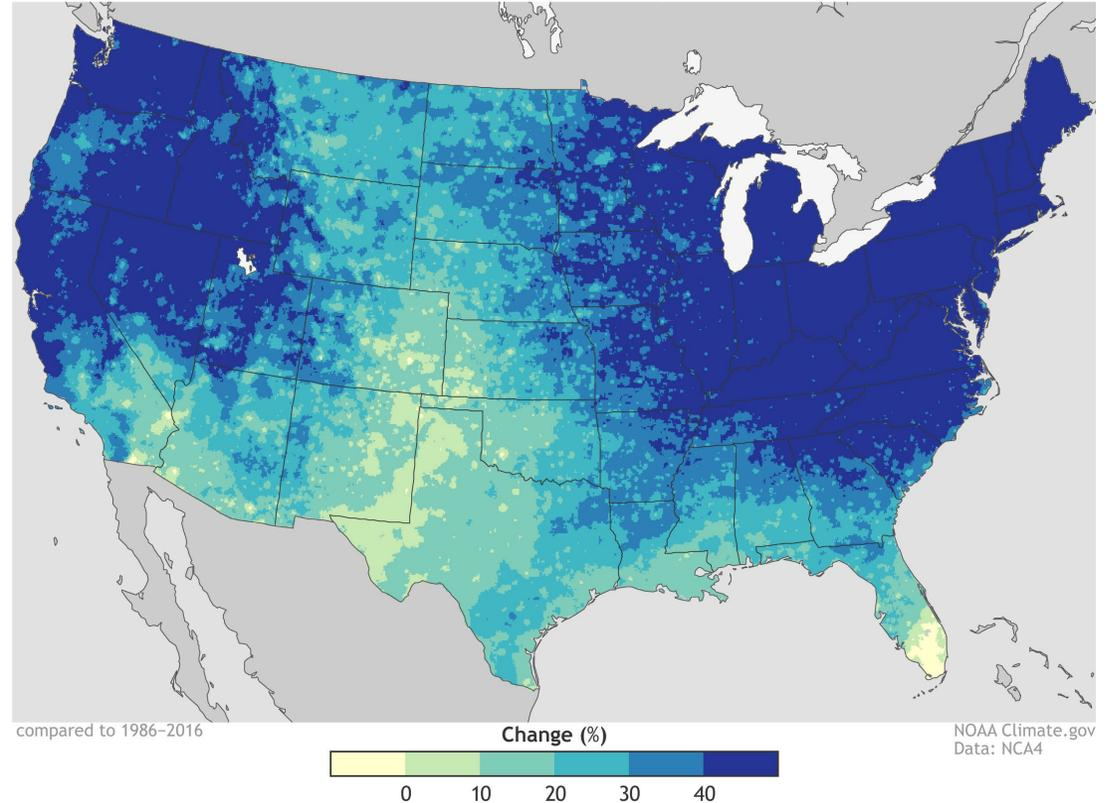 compared to 1986–2016
Change (%)
NOAA Climate.gov
Data: NCA4
0 10 20 30 40